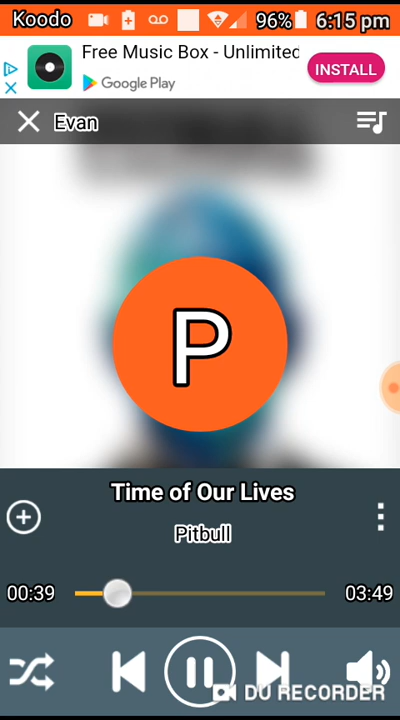 Koodo 96% 6:15 pm
Free Music Box - Unlimited
Google Play
INSTALL
Evan
P
Time of Our Lives
Pitbull
00:39 03:49
DU RECORDER